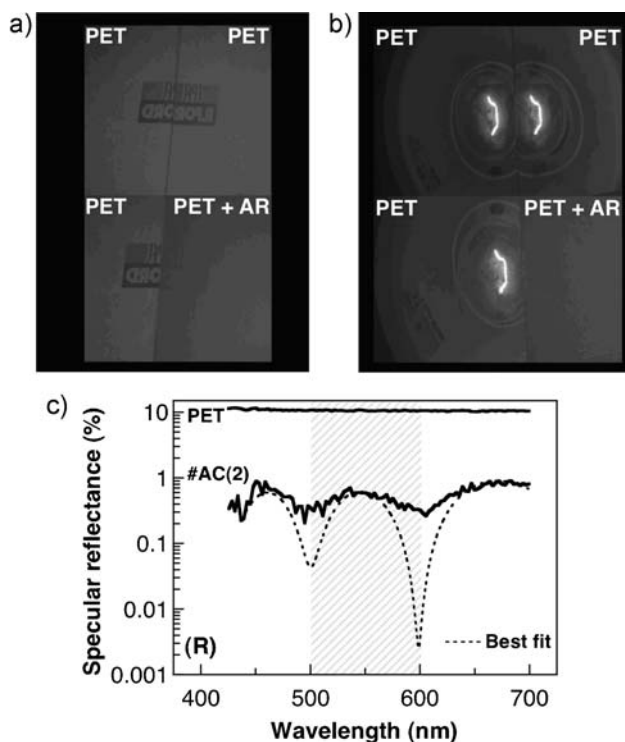 a)
PET PET
PET PET + AR
b)
PET PET
PET PET + AR
c)
Specular reflectance (%)
10
1
0.1
0.01
0.001
PET
#AC(2)
(R)
Best fit
400 500 600 700
Wavelength (nm)